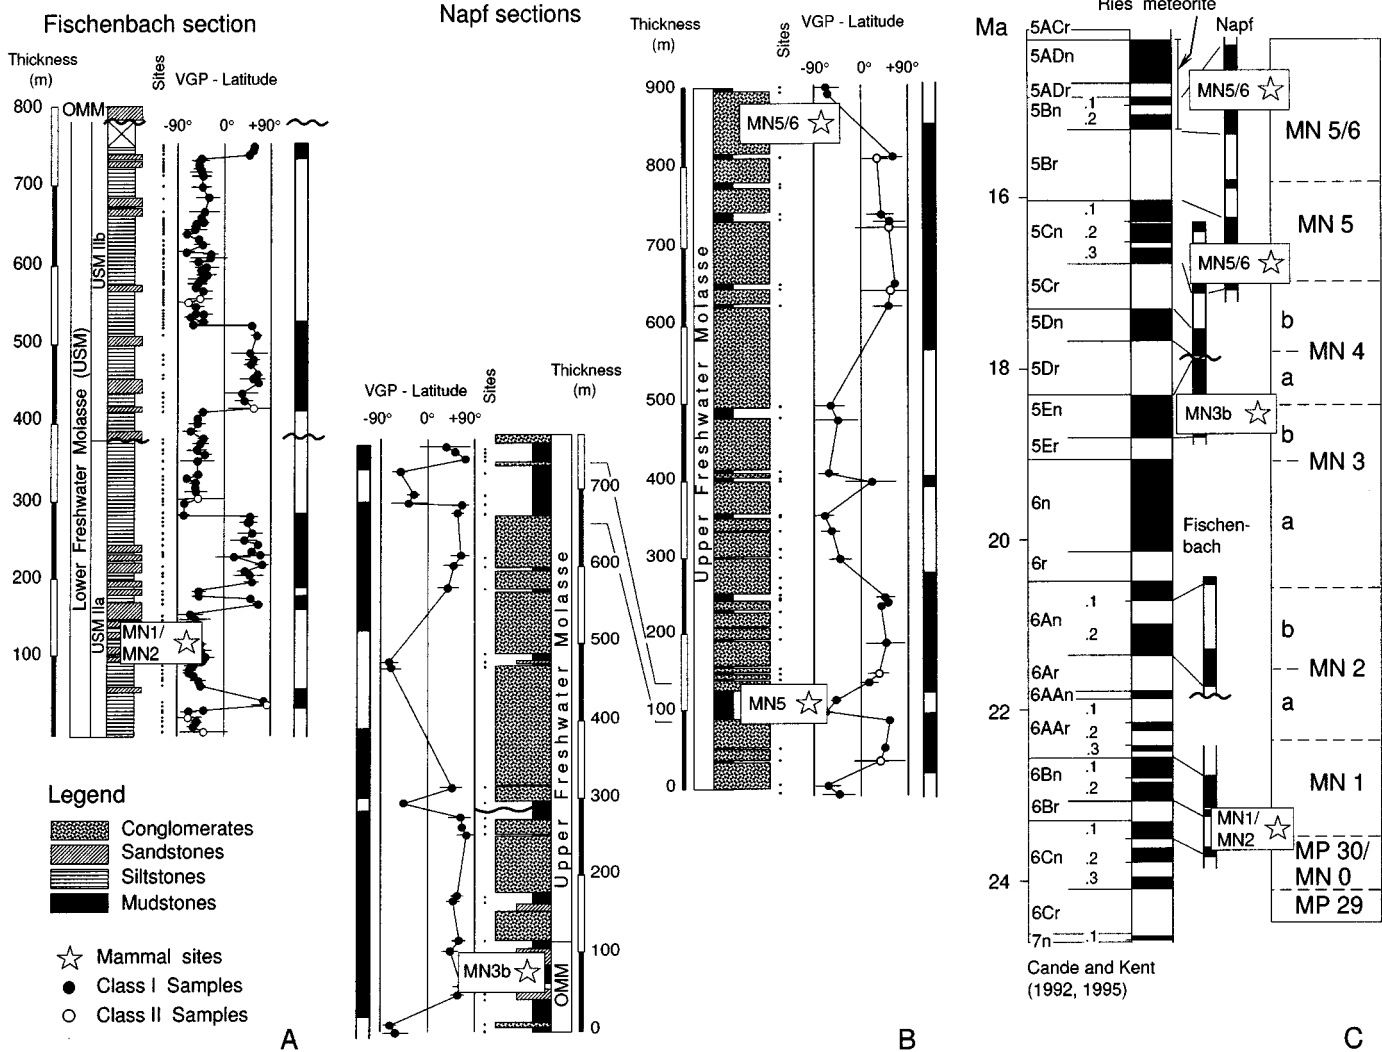 Fischenbach section
Thickness
(m)
Sites
VGP - Latitude
-90° 0° +90°
800
700
600
500
400
300
200
100
OMM
USM IIb
Lower Freshwater Molasse (USM)
USM IIa
MN1/
MN2
Legend
Conglomerates
Sandstones
Siltstones
Mudstones
Mammal sites
Class I Samples
Class II Samples
A
Napf sections
VGP - Latitude
-90° 0° +90°
Sites
Thickness
(m)
700
600
500
400
300
200
100
0
Upper Freshwater Molasse
OMM
MN3b
Thickness
(m)
Sites
VGP - Latitude
-90° 0° +90°
900
800
700
600
500
400
300
200
100
0
Upper Freshwater Molasse
MN5/6
MN5
B
Ries meteorite
Ma
Napf
16
18
20
22
24
5ACr
5ADn
5ADr
5Bn
.1
.2
5Br
5Cn
.1
.2
.3
5Cr
5Dn
5Dr
5En
5Er
6n
6r
6An
.1
.2
6Ar
6AAn
6AAr
.1
.2
.3
6Bn
.1
.2
6Br
6Cn
.1
.2
.3
6Cr
7n
.1
MN5/6
MN5/6
MN3b
Fischen-
bach
MN1/
MN2
MN 5/6
MN 5
b
MN 4
a
b
MN 3
a
b
MN 2
a
MN 1
MP 30/
MN 0
MP 29
Cande and Kent
(1992, 1995)
C